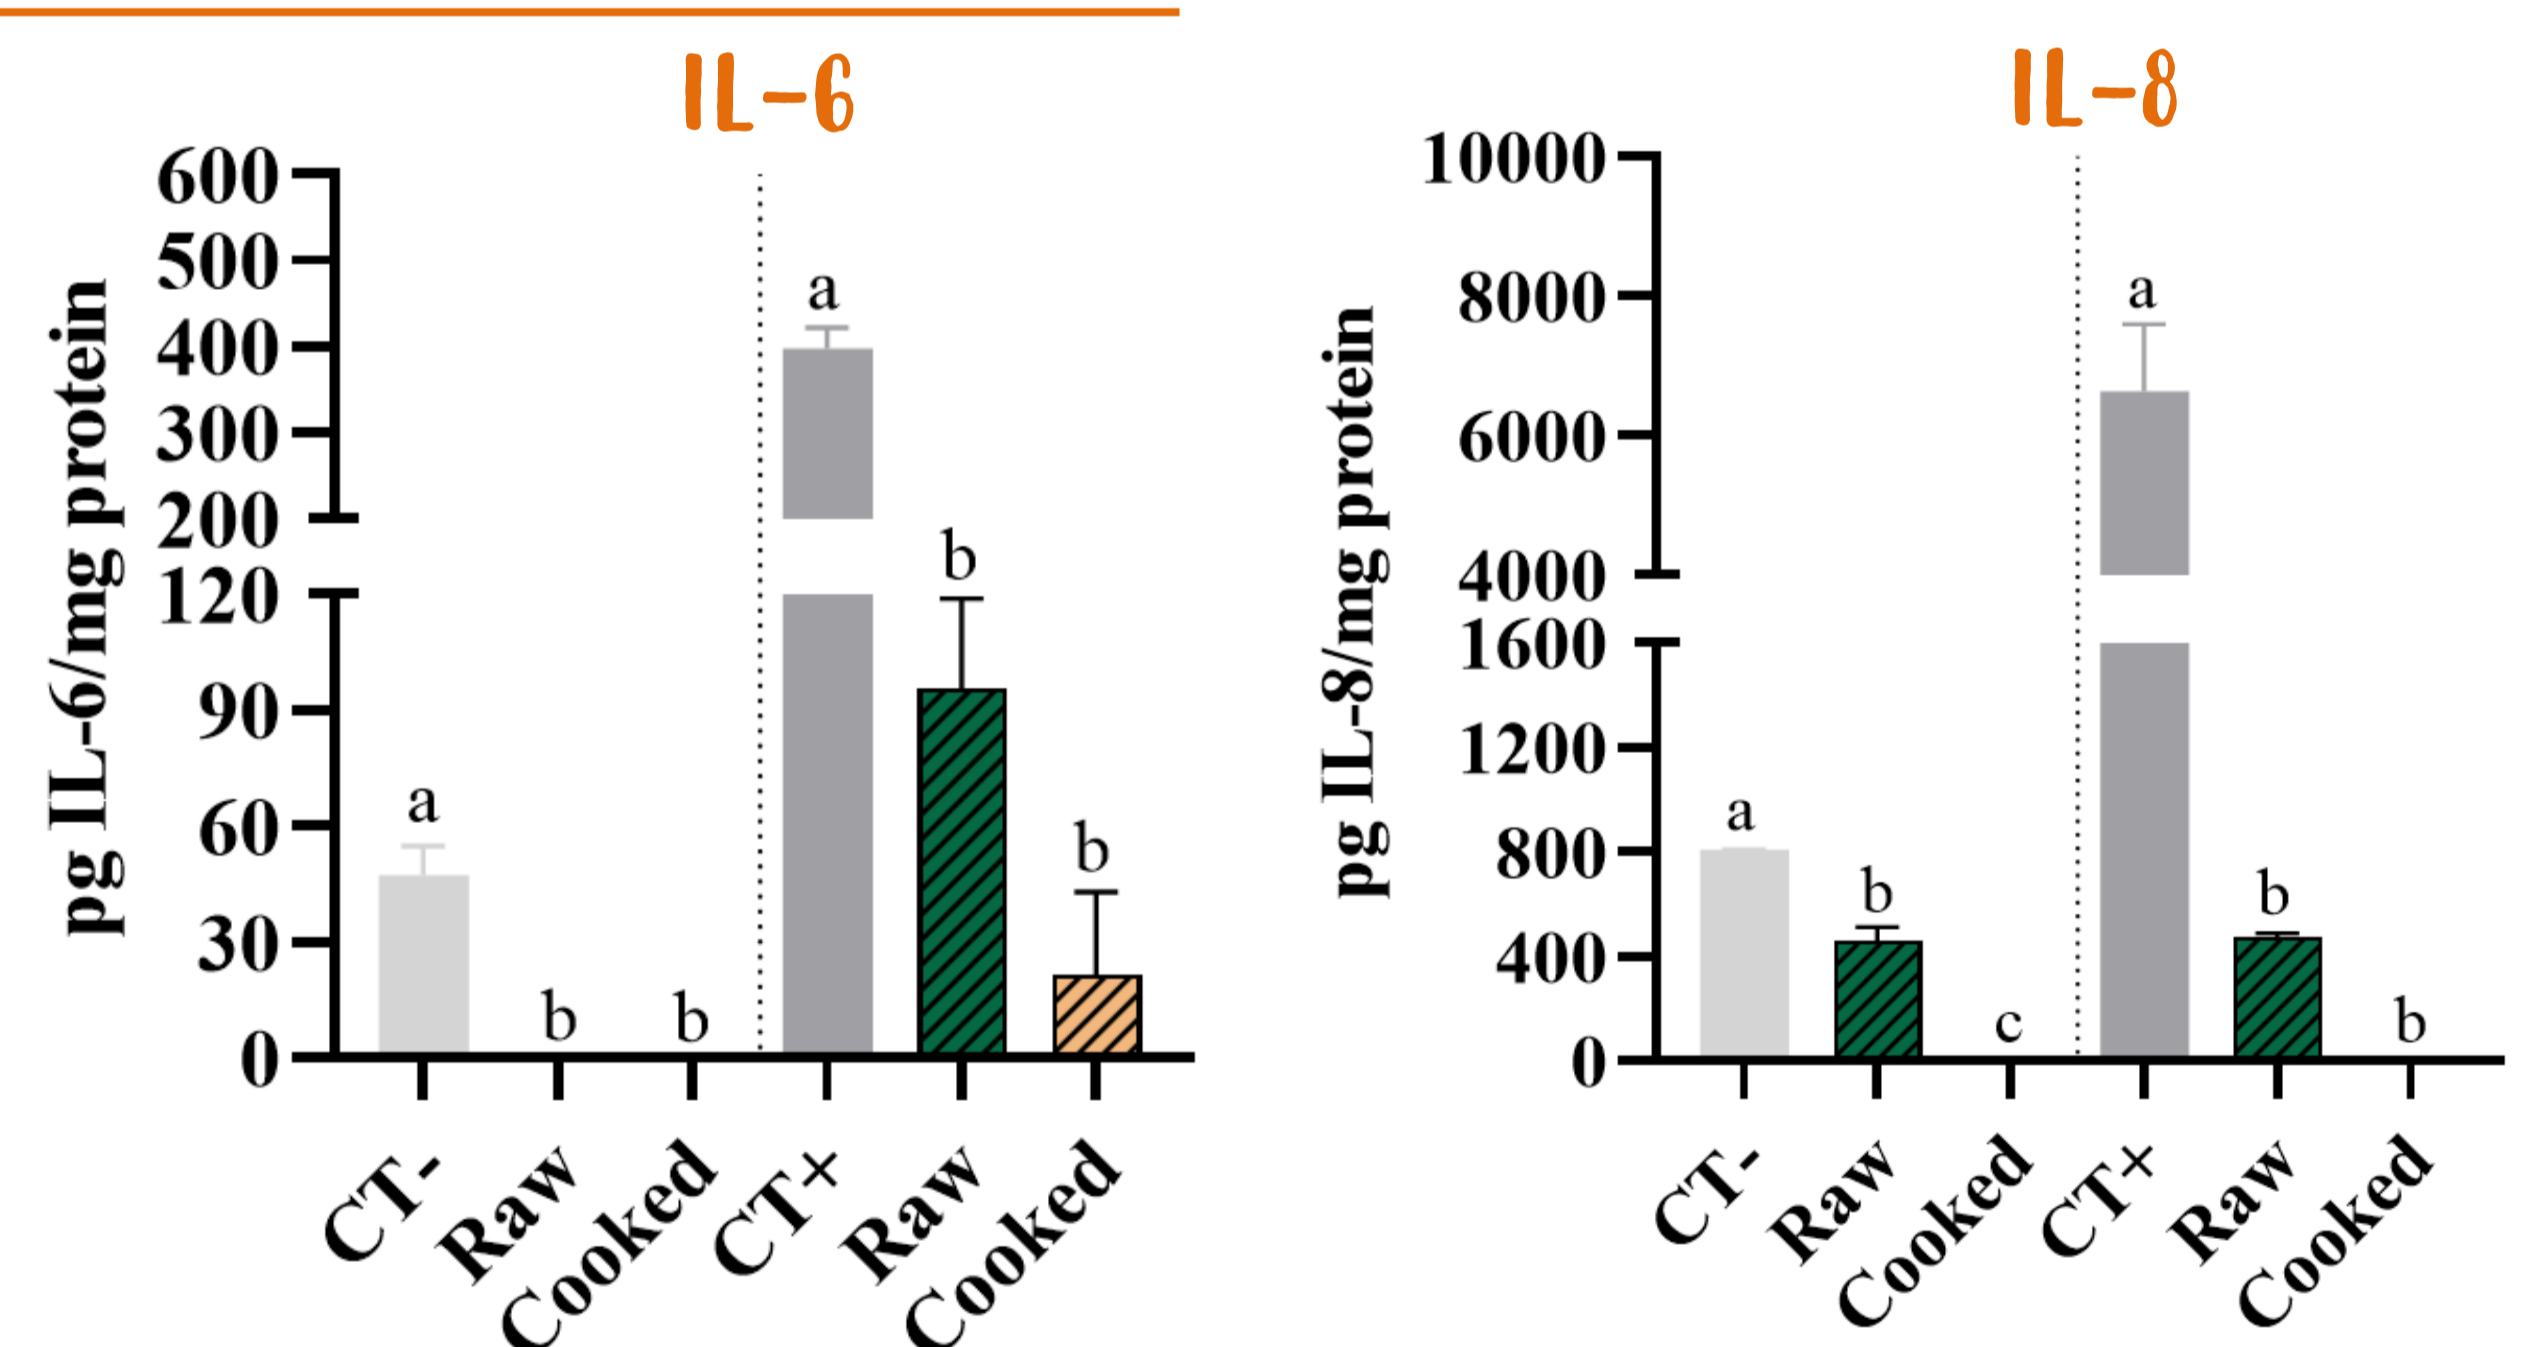 IL-6
pg IL-6/mg protein
600
500
400
300
200
120
90
60
30
0
a
b
b
a
b
b
CT-
Raw
Cooked
CT+
Raw
Cooked
IL-8
pg IL-8/mg protein
10000
8000
6000
4000
1600
1200
800
400
0
a
b
c
a
b
b
CT-
Raw
Cooked
CT+
Raw
Cooked